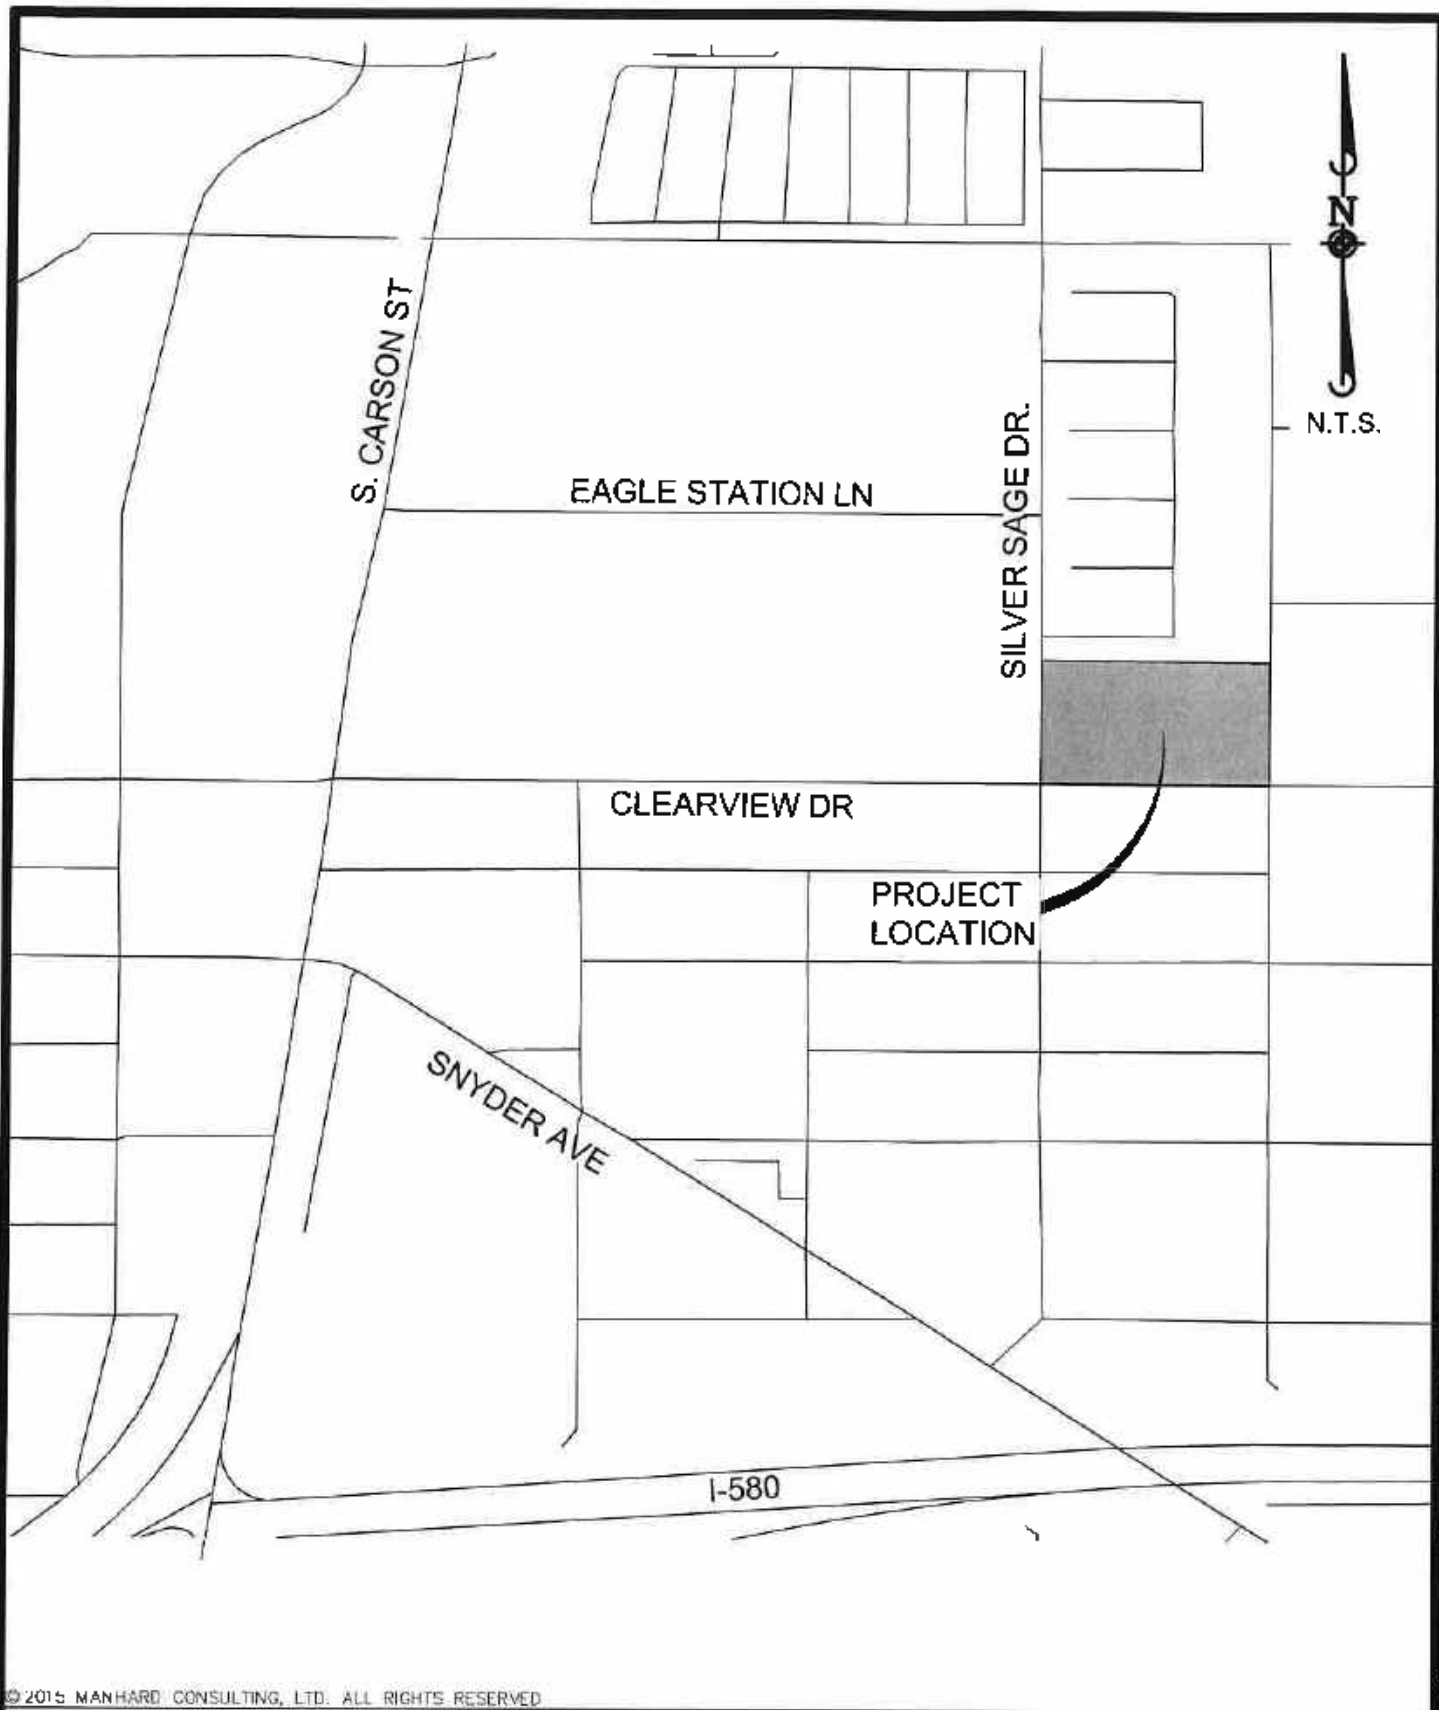 N
S. CARSON ST
N.T.S.
SILVER SAGE DR.
EAGLE STATION LN
CLEARVIEW DR
PROJECT
LOCATION
SNYDER AVE
I-580
© 2015 MANHARD CONSULTING, LTD. ALL RIGHTS RESERVED